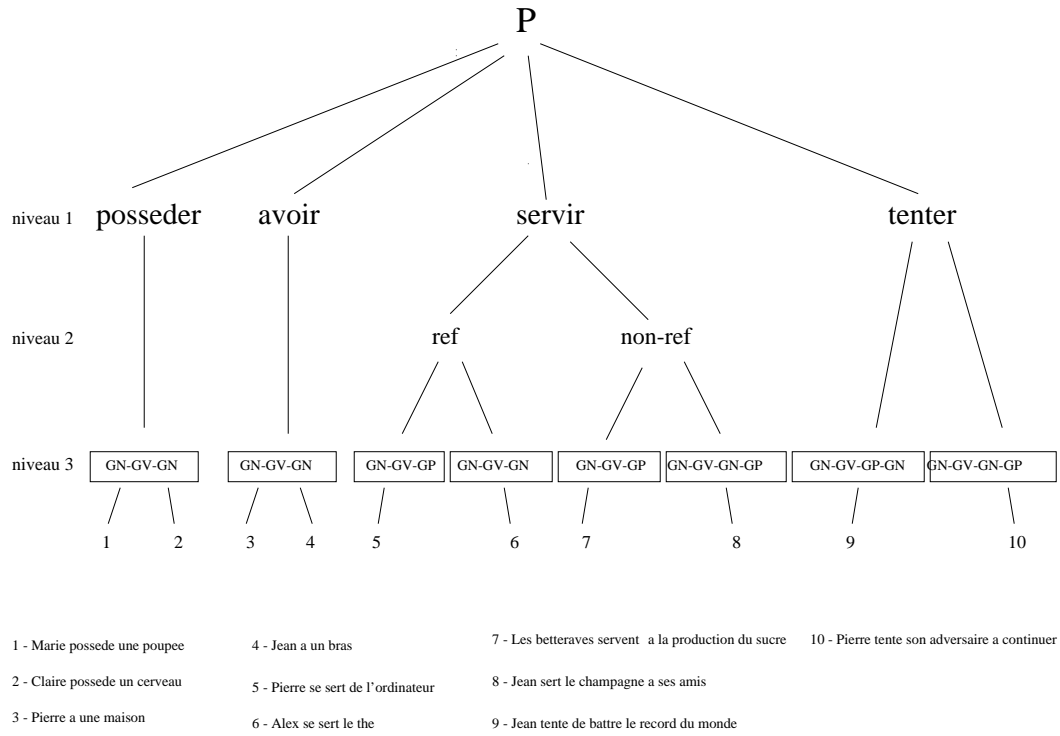 P
niveau 1 posseder avoir servir tenter
niveau 2 ref non-ref
niveau 3 GN-GV-GN GN-GV-GN GN-GV-GP GN-GV-GN GN-GV-GP GN-GV-GN-GP GN-GV-GP-GN GN-GV-GN-GP
1 2 3 4 5 6 7 8 9 10
1 - Marie possede une poupee
2 - Claire possede un cerveau
3 - Pierre a une maison
4 - Jean a un bras
5 - Pierre se sert de l’ordinateur
6 - Alex se sert le the
7 - Les betteraves servent a la production du sucre
8 - Jean sert le champagne a ses amis
9 - Jean tente de battre le record du monde
10 - Pierre tente son adversaire a continuer